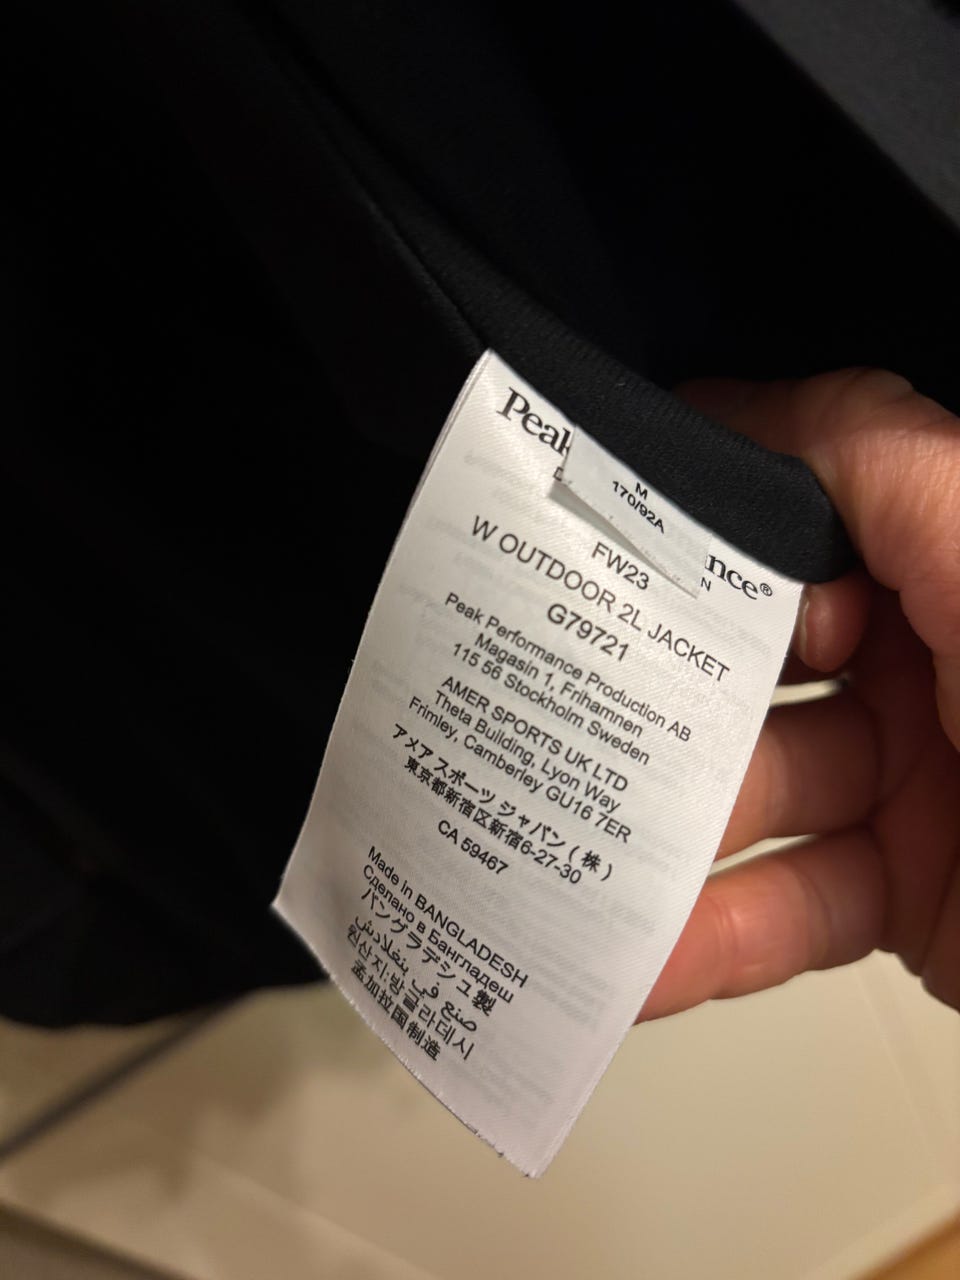 Peak
nce®
M
170/92A
N
FW23
W OUTDOOR 2L JACKET
G79721
Peak Performance Production AB
Magasin 1, Frihamnen
115 56 Stockholm Sweden
AMER SPORTS UK LTD
Theta Building, Lyon Way
Frimley, Camberley GU16 7ER
アメアスポーツ ジャパン (株)
東京都新宿区新宿6-27-30
CA 59467
Made in BANGLADESH
Сделано в Бангладеш
バングラデシュ製
صنع في بنغلادش
원산지:방글라데시
孟加拉国制造